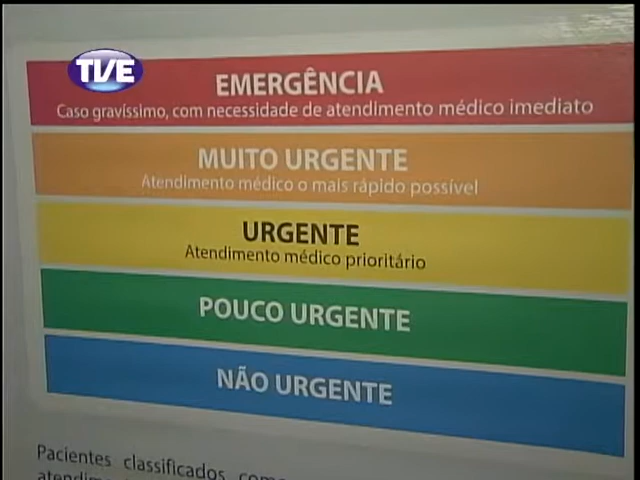 TVE
EMERGÊNCIA
Caso gravíssimo, com necessidade de atendimento médico imediato
MUITO URGENTE
Atendimento médico o mais rápido possível
URGENTE
Atendimento médico prioritário
POUCO URGENTE
NÃO URGENTE
Pacientes classificados